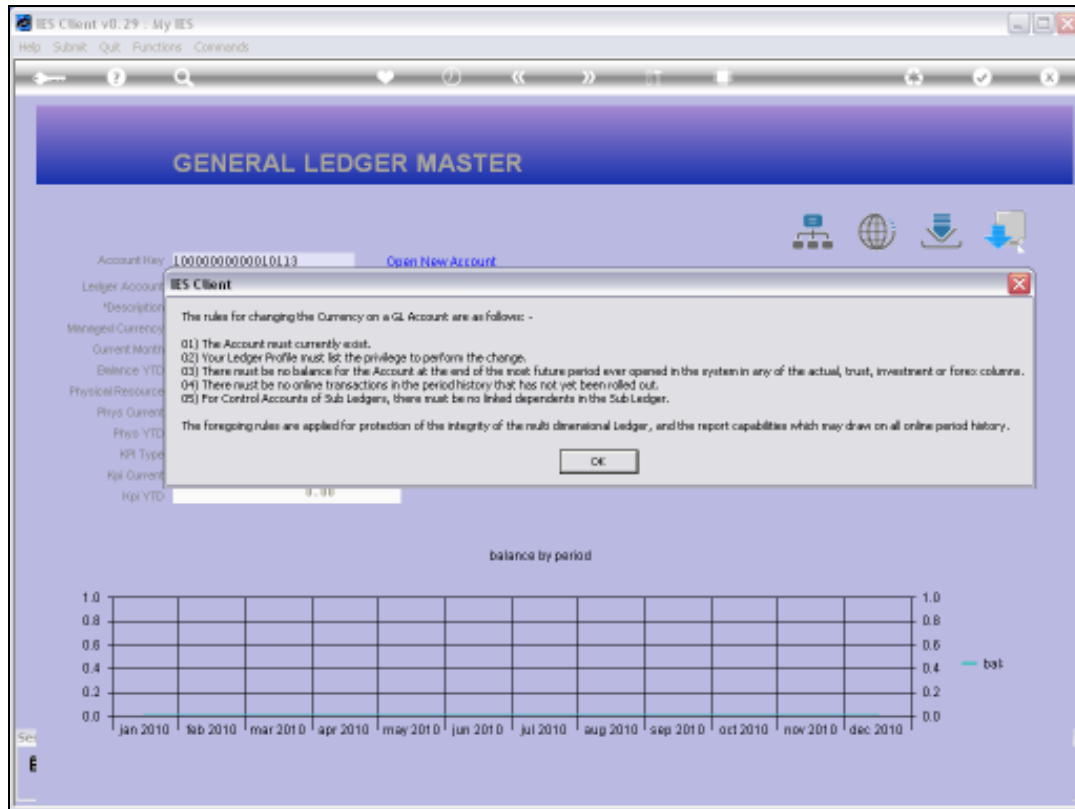 IES Client v0.29 : My IES
Help Submit Quit Functions Commands
GENERAL LEDGER MASTER
Account Key 10000000000010113 Open New Account
Ledger Account
*Description
Managed Currency
Current Month
Balance YTD
Physical Resource
Phys Current
Phys YTD
KPI Type
Kpi Current
Kpi YTD 0.00
IES Client
The rules for changing the Currency on a GL Account are as follows: -
01) The Account must currently exist.
02) Your Ledger Profile must list the privilege to perform the change.
03) There must be no balance for the Account at the end of the most future period ever opened in the system in any of the actual, trust, investment or forex columns.
04) There must be no online transactions in the period history that has not yet been rolled out.
05) For Control Accounts of Sub Ledgers, there must be no linked dependents in the Sub Ledger.
The foregoing rules are applied for protection of the integrity of the multi dimensional Ledger, and the report capabilities which may draw on all online period history.
OK
balance by period
1.0 1.0
0.8 0.8
0.6 0.6
0.4 0.4
bal
0.2 0.2
0.0 0.0
jan 2010 feb 2010 mar 2010 apr 2010 may 2010 jun 2010 jul 2010 aug 2010 sep 2010 oct 2010 nov 2010 dec 2010